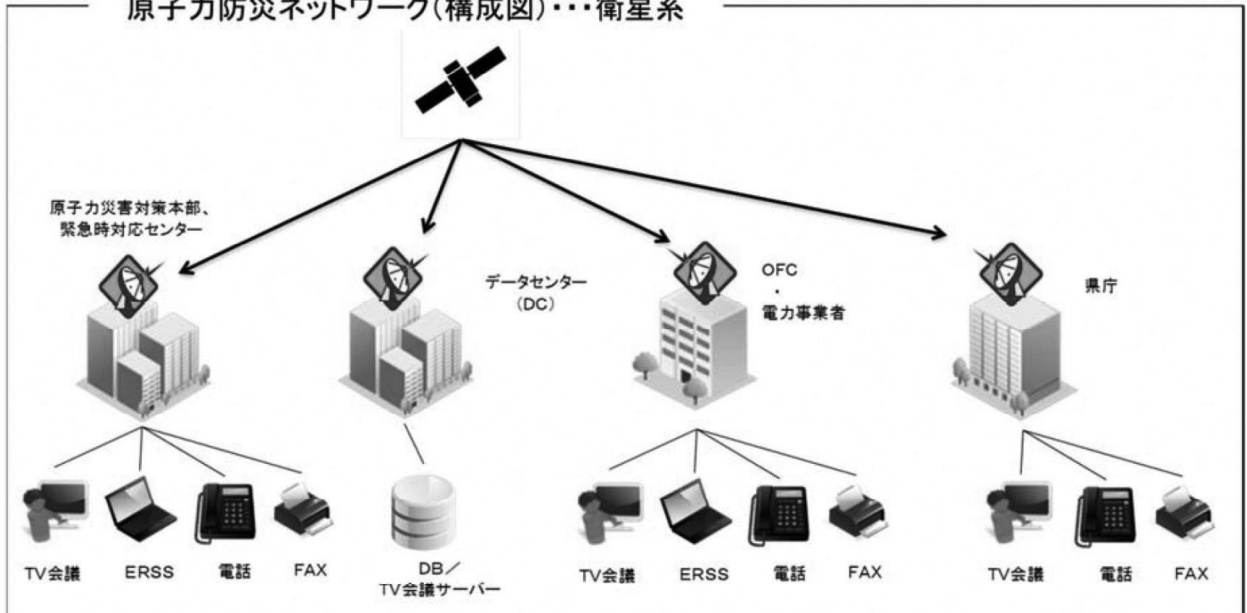 原子力防災ネットワーク(構成図)・・・衛星系
原子力災害対策本部、
緊急時対応センター
データセンター
(DC)
OFC
・
電力事業者
県庁
TV会議
ERSS
電話
FAX
DB／
TV会議サーバー
TV会議
ERSS
電話
FAX
TV会議
電話
FAX